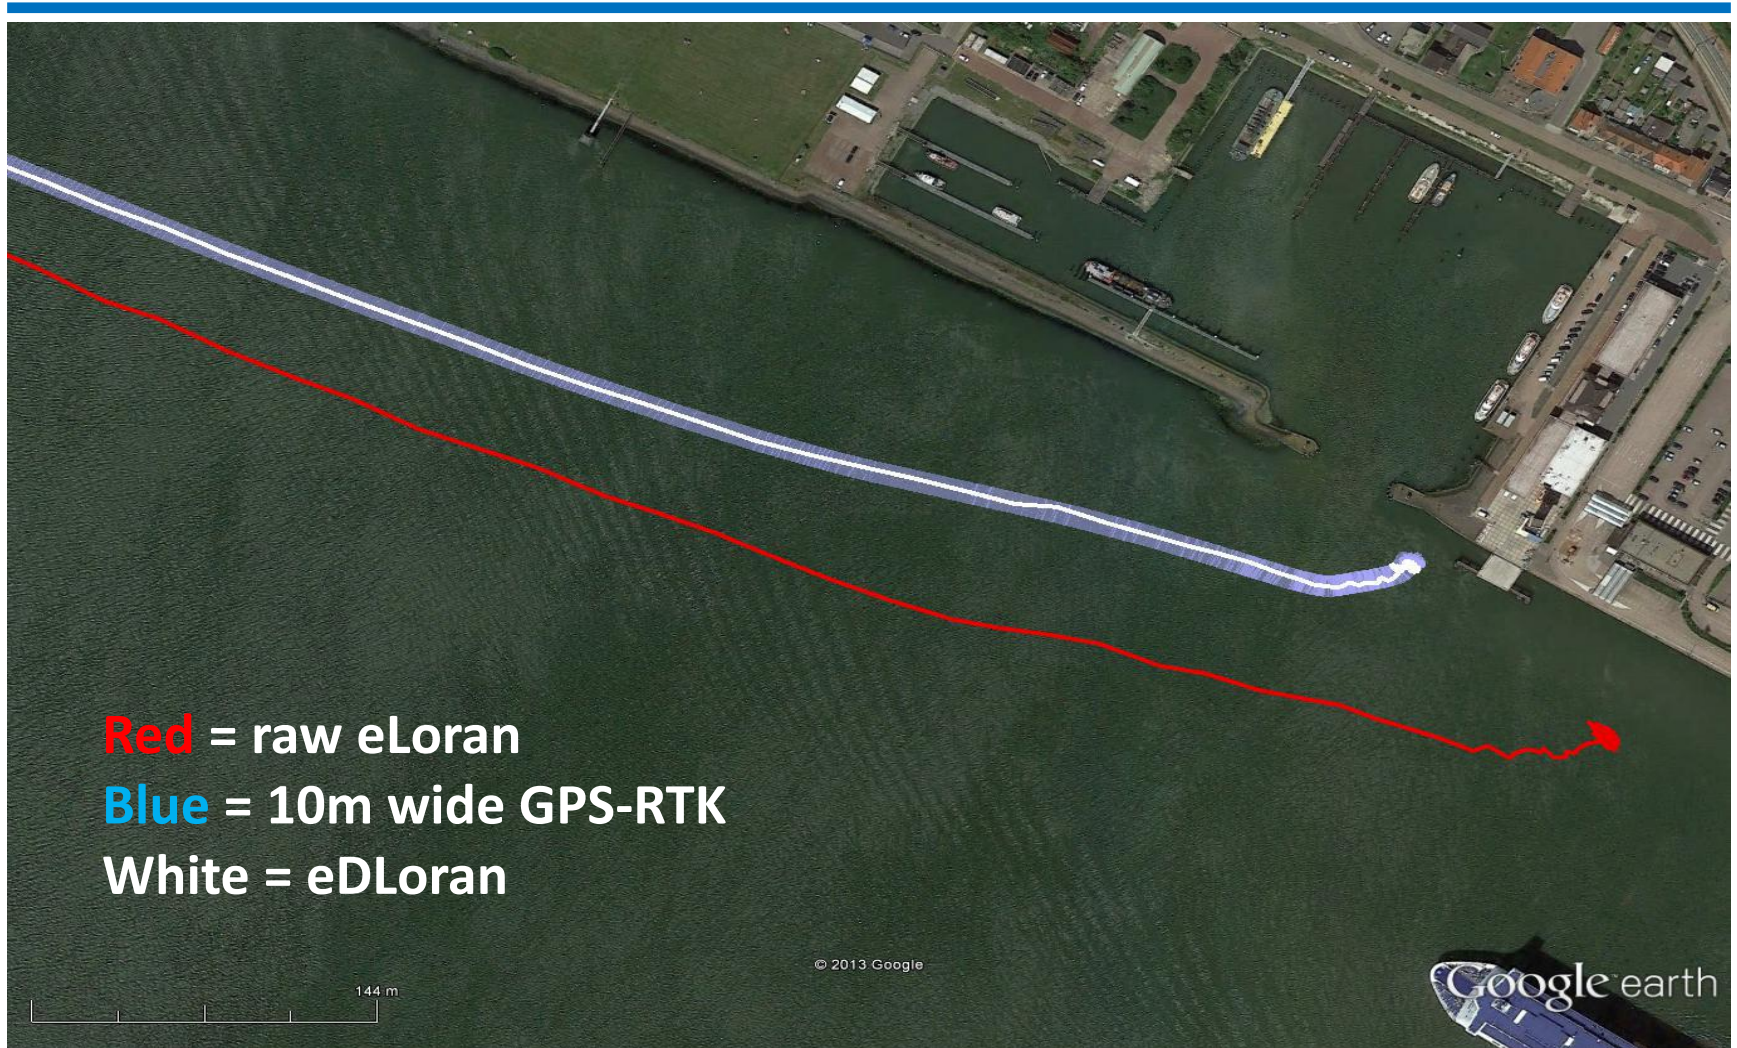 Red = raw eLoran
Blue = 10m wide GPS-RTK
White = eDLoran
© 2013 Google
144 m
Google earth